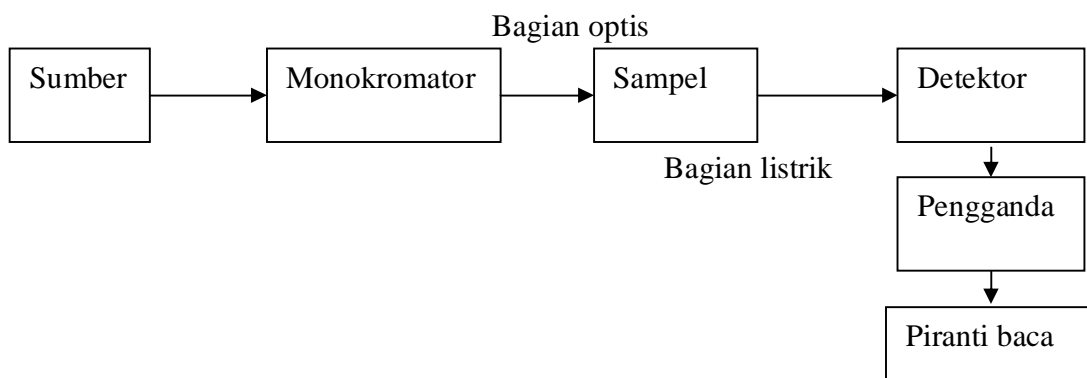 Bagian optis
Sumber
Monokromator
Sampel
Detektor
Bagian listrik
Pengganda
Piranti baca